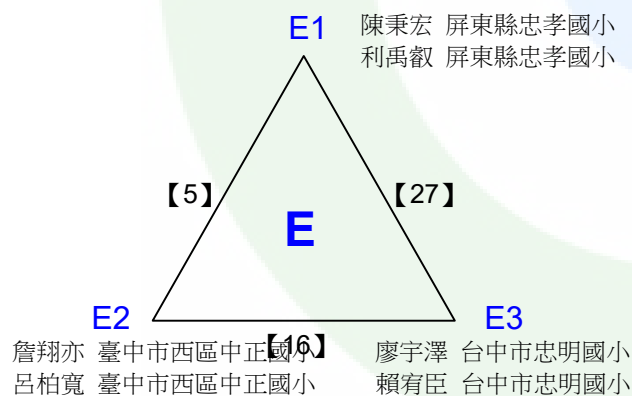 E1
陳秉宏 屏東縣忠孝國小
利禹叡 屏東縣忠孝國小
【5】
【27】
E
E2
E3
【16】
詹翔亦 臺中市西區中正國小
呂柏寬 臺中市西區中正國小
廖宇澤 台中市忠明國小
賴宥臣 台中市忠明國小